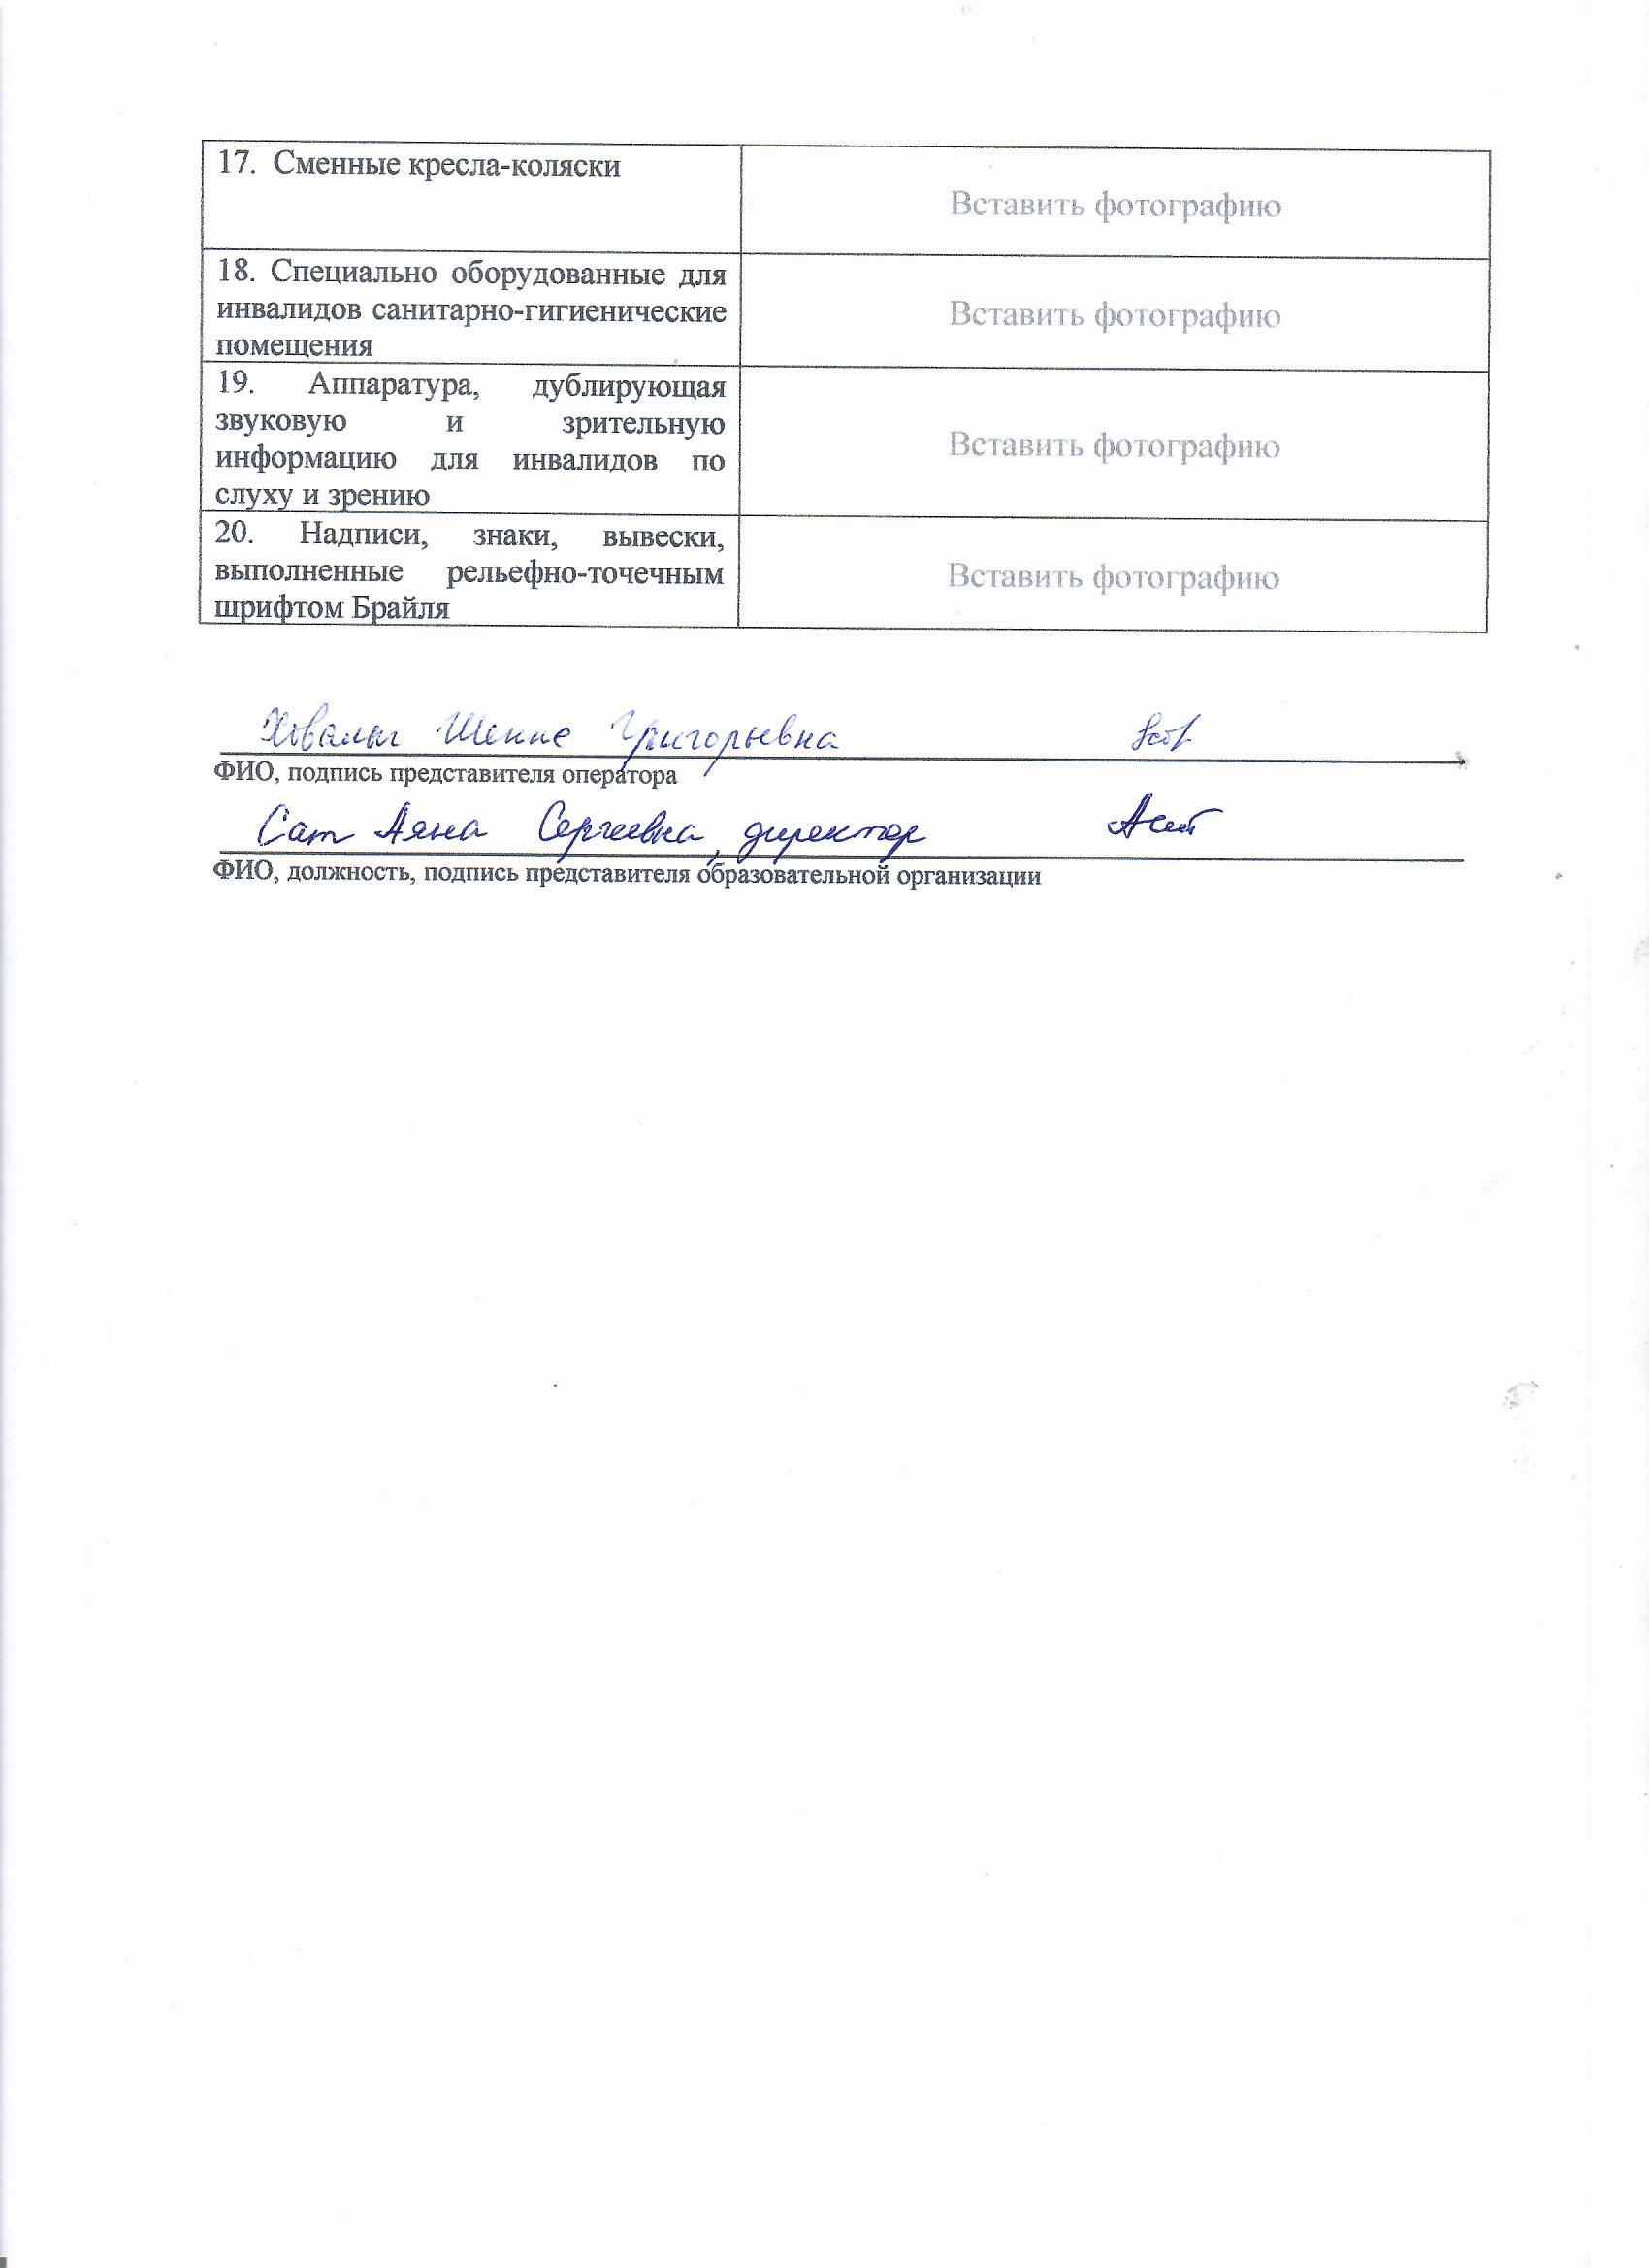 17. Сменные кресла-коляски
Вставить фотографию
18. Специально оборудованные для
инвалидов санитарно-гигиенические
помещения
Вставить фотографию
19. Аппаратура, дублирующая
звуковую и зрительную
информацию для инвалидов по
слуху и зрению
Вставить фотографию
20. Надписи, знаки, вывески,
выполненные рельефно-точечным
шрифтом Брайля
Вставить фотографию
Ховалыг Шенне Григорьевна
ФИО, подпись представителя оператора
Сат Аяна Сергеевна, директор
ФИО, должность, подпись представителя образовательной организации